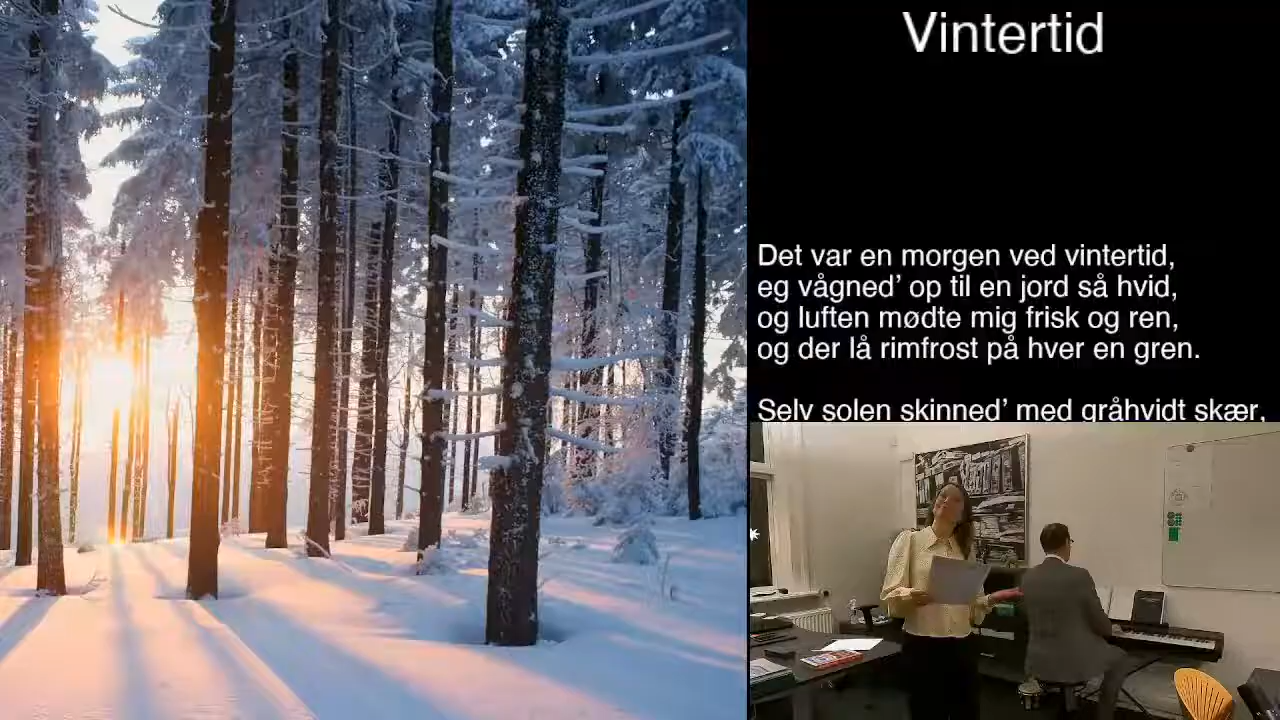 Vintertid
Det var en morgen ved vintertid,
eg vågned’ op til en jord så hvid,
og luften mødte mig frisk og ren,
og der lå rimfrost på hver en gren.
Selv solen skinned’ med gråhvidt skær,